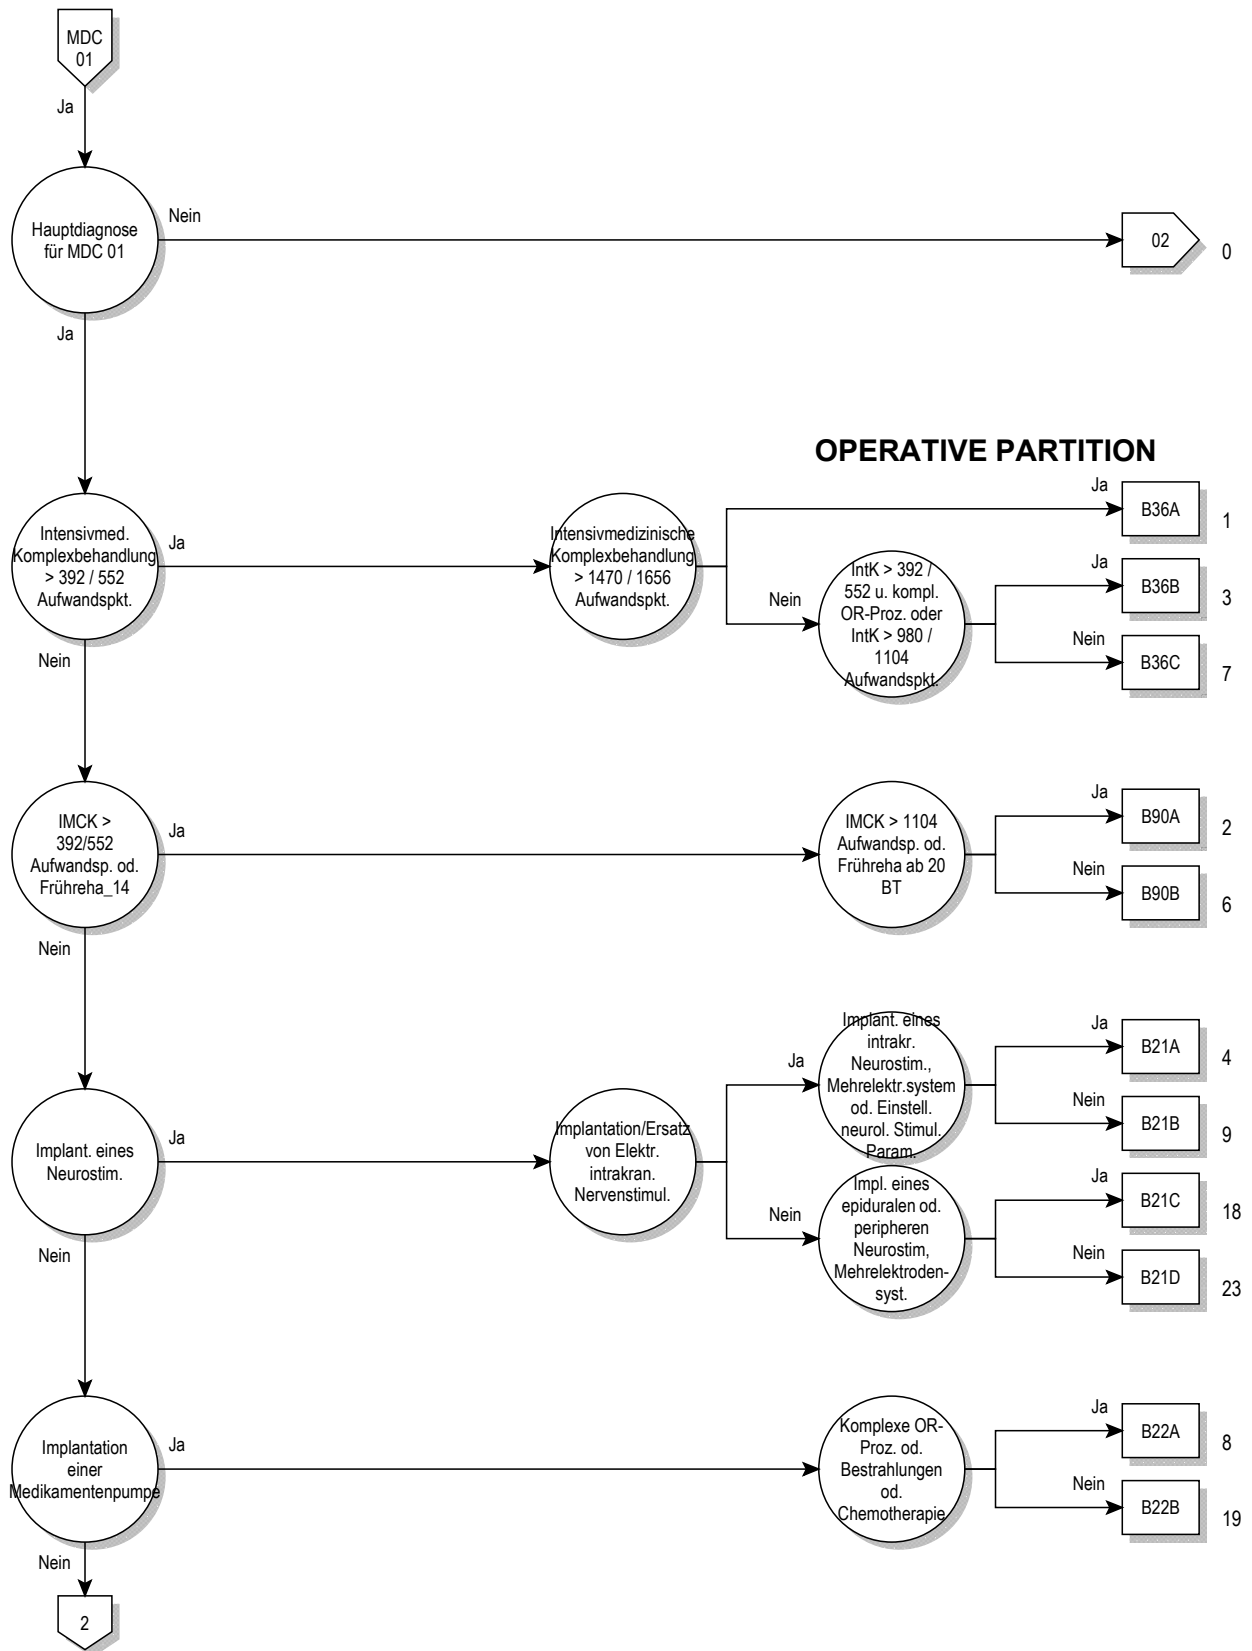 MDC
01
Ja
Hauptdiagnose
für MDC 01
Nein
02
0
Ja
OPERATIVE PARTITION
Intensivmed.
Komplexbehandlung
> 392 / 552
Aufwandspkt.
Ja
Intensivmedizinische
Komplexbehandlung
> 1470 / 1656
Aufwandspkt.
Ja
B36A
1
Nein
IntK > 392 /
552 u. kompl.
OR-Proz. oder
IntK > 980 /
1104
Aufwandspkt.
Ja
B36B
3
Nein
B36C
7
Nein
IMCK >
392/552
Aufwandsp. od.
Frühreha_14
Ja
IMCK > 1104
Aufwandsp. od.
Frühreha ab 20
BT
Ja
B90A
2
Nein
B90B
6
Nein
Implant. eines
Neurostim.
Ja
Implantation/Ersatz
von Elektr.
intrakran.
Nervenstimul.
Ja
Implant. eines
intrakr.
Neurostim.,
Mehrelektr.system
od. Einstell.
neurol. Stimul.
Param.
Ja
B21A
4
Nein
B21B
9
Nein
Impl. eines
epiduralen od.
peripheren
Neurostim,
Mehrelektroden-
syst.
Ja
B21C
18
Nein
B21D
23
Nein
Implantation
einer
Medikamentenpumpe
Ja
Komplexe OR-
Proz. od.
Bestrahlungen
od.
Chemotherapie
Ja
B22A
8
Nein
B22B
19
Nein
2